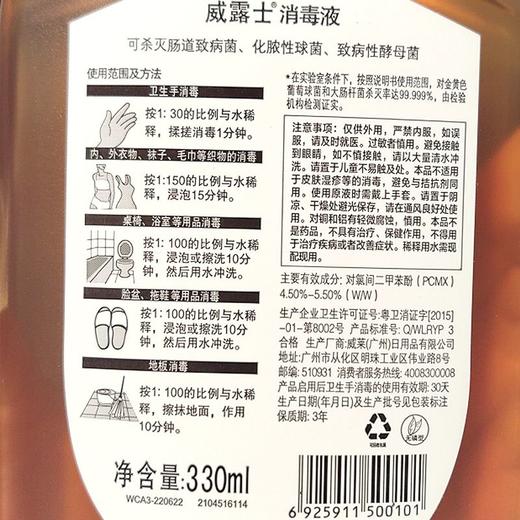 威露士® 消毒液
可杀灭肠道致病菌、化脓性球菌、致病性酵母菌
使用范围及方法
卫生手消毒
按1: 30的比例与水稀
释，揉搓消毒1分钟。
内、外衣物、袜子、毛巾等织物的消毒
按1:150的比例与水稀
释，浸泡15分钟。
桌椅、浴室等用品消毒
按1: 100的比例与水稀
释，浸泡或擦洗10分
钟，然后用水冲洗。
脸盆、拖鞋等用品消毒
按1: 100的比例与水稀
释，浸泡或擦洗10分
钟，然后用水冲洗。
地板消毒
按1: 100的比例与水稀
释，擦抹地面，作用
10分钟。
净含量:330ml
WCA3-220622 2104516114
*在实验室条件下，按照说明书使用范围，对金黄色
葡萄球菌和大肠杆菌杀灭率达99.999%，由检验
机构检测证实。
注意事项：仅供外用，严禁内服，如误
服，请及时就医。过敏者慎用。避免接触
到眼睛，如不慎接触，请以大量清水冲
洗。请置于儿童不易触及处。本品不适用
于皮肤湿疹等的消毒，避免与拮抗剂同
用。使用原液时需戴上手套。请置于阴
凉、干燥处避光保存，请在通风良好处使
用。对铜和铝有轻微腐蚀，慎用。本品不
是药品，不具有治疗、保健作用，不得用
于治疗疾病或者改善症状。稀释用水需现
配现用。
主要有效成分：对氯间二甲苯酚（PCMX）
4.50%-5.50%（W/W）
生产企业卫生许可证号:粤卫消证字[2015]
-01-第8002号 产品标准号: Q/WLRYP 3
合格 生产厂商: 威莱(广州)日用品有限公司
地址:广州市从化区明珠工业区伟业路8号
邮编: 510931 消费者服务热线: 4008300008
产品启用后卫生手消毒的使用有效期: 30天
生产日期(年月日)及生产批号见包装标注
保质期: 3年
无磷型
6 925911 500101